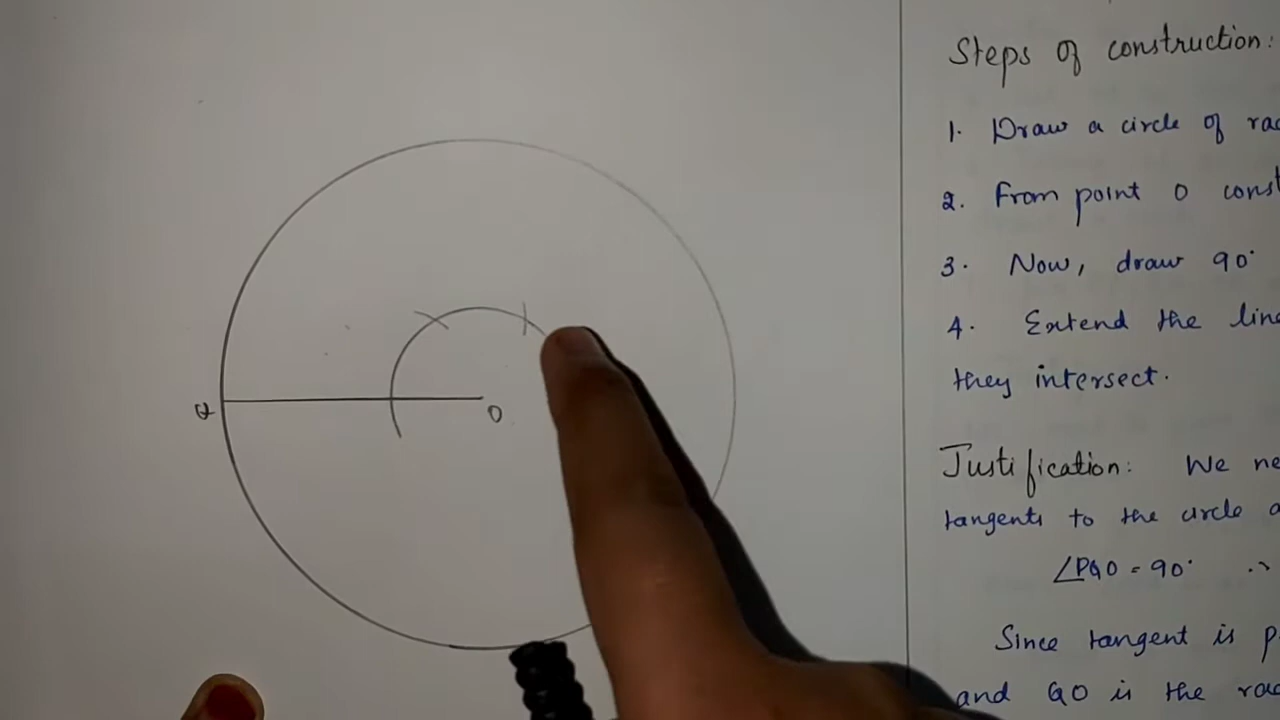 Steps of construction:
1. Draw a circle of
2. From point O
3. Now, draw 90°
4. Extend the
they intersect.
Q
O
Justification: We
tangents to the circle
∠PQO = 90° ∴
Since tangent is
and QO is the